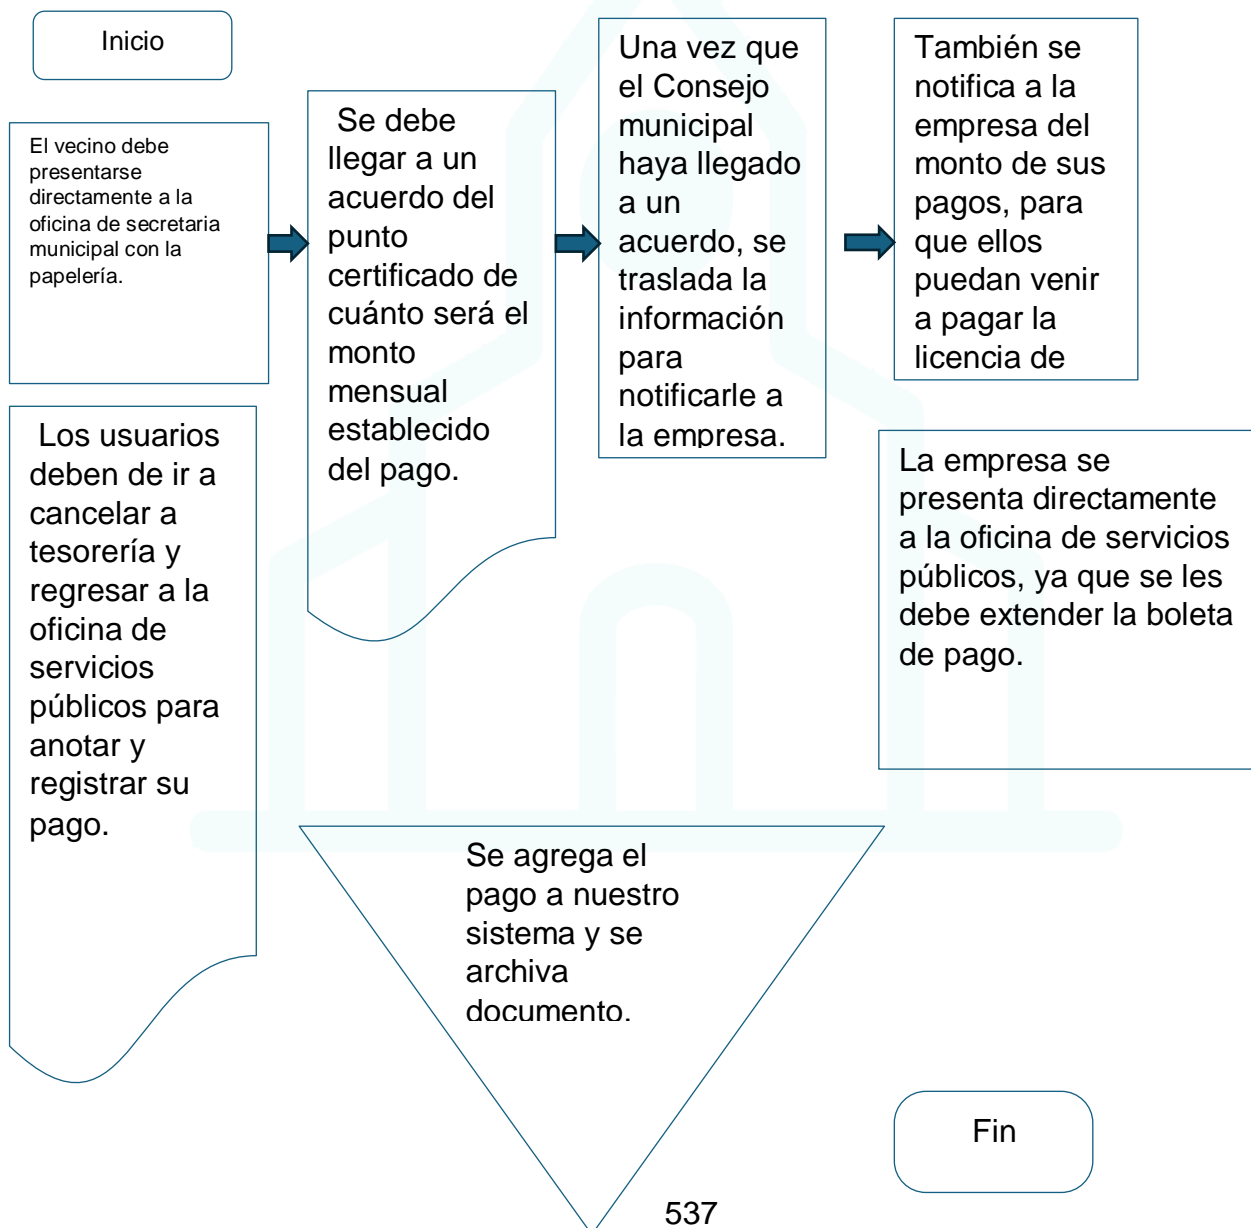 Inicio
El vecino debe
presentarse
directamente a la
oficina de secretaria
municipal con la
papelería.
Se debe
llegar a un
acuerdo del
punto
certificado de
cuánto será el
monto
mensual
establecido
del pago.
Una vez que
el Consejo
municipal
haya llegado
a un
acuerdo, se
traslada la
información
para
notificarle a
la empresa.
También se
notifica a la
empresa del
monto de sus
pagos, para
que ellos
puedan venir
a pagar la
licencia de
La empresa se
presenta directamente
a la oficina de servicios
públicos, ya que se les
debe extender la boleta
de pago.
Los usuarios
deben de ir a
cancelar a
tesorería y
regresar a la
oficina de
servicios
públicos para
anotar y
registrar su
pago.
Se agrega el
pago a nuestro
sistema y se
archiva
documento.
Fin
537